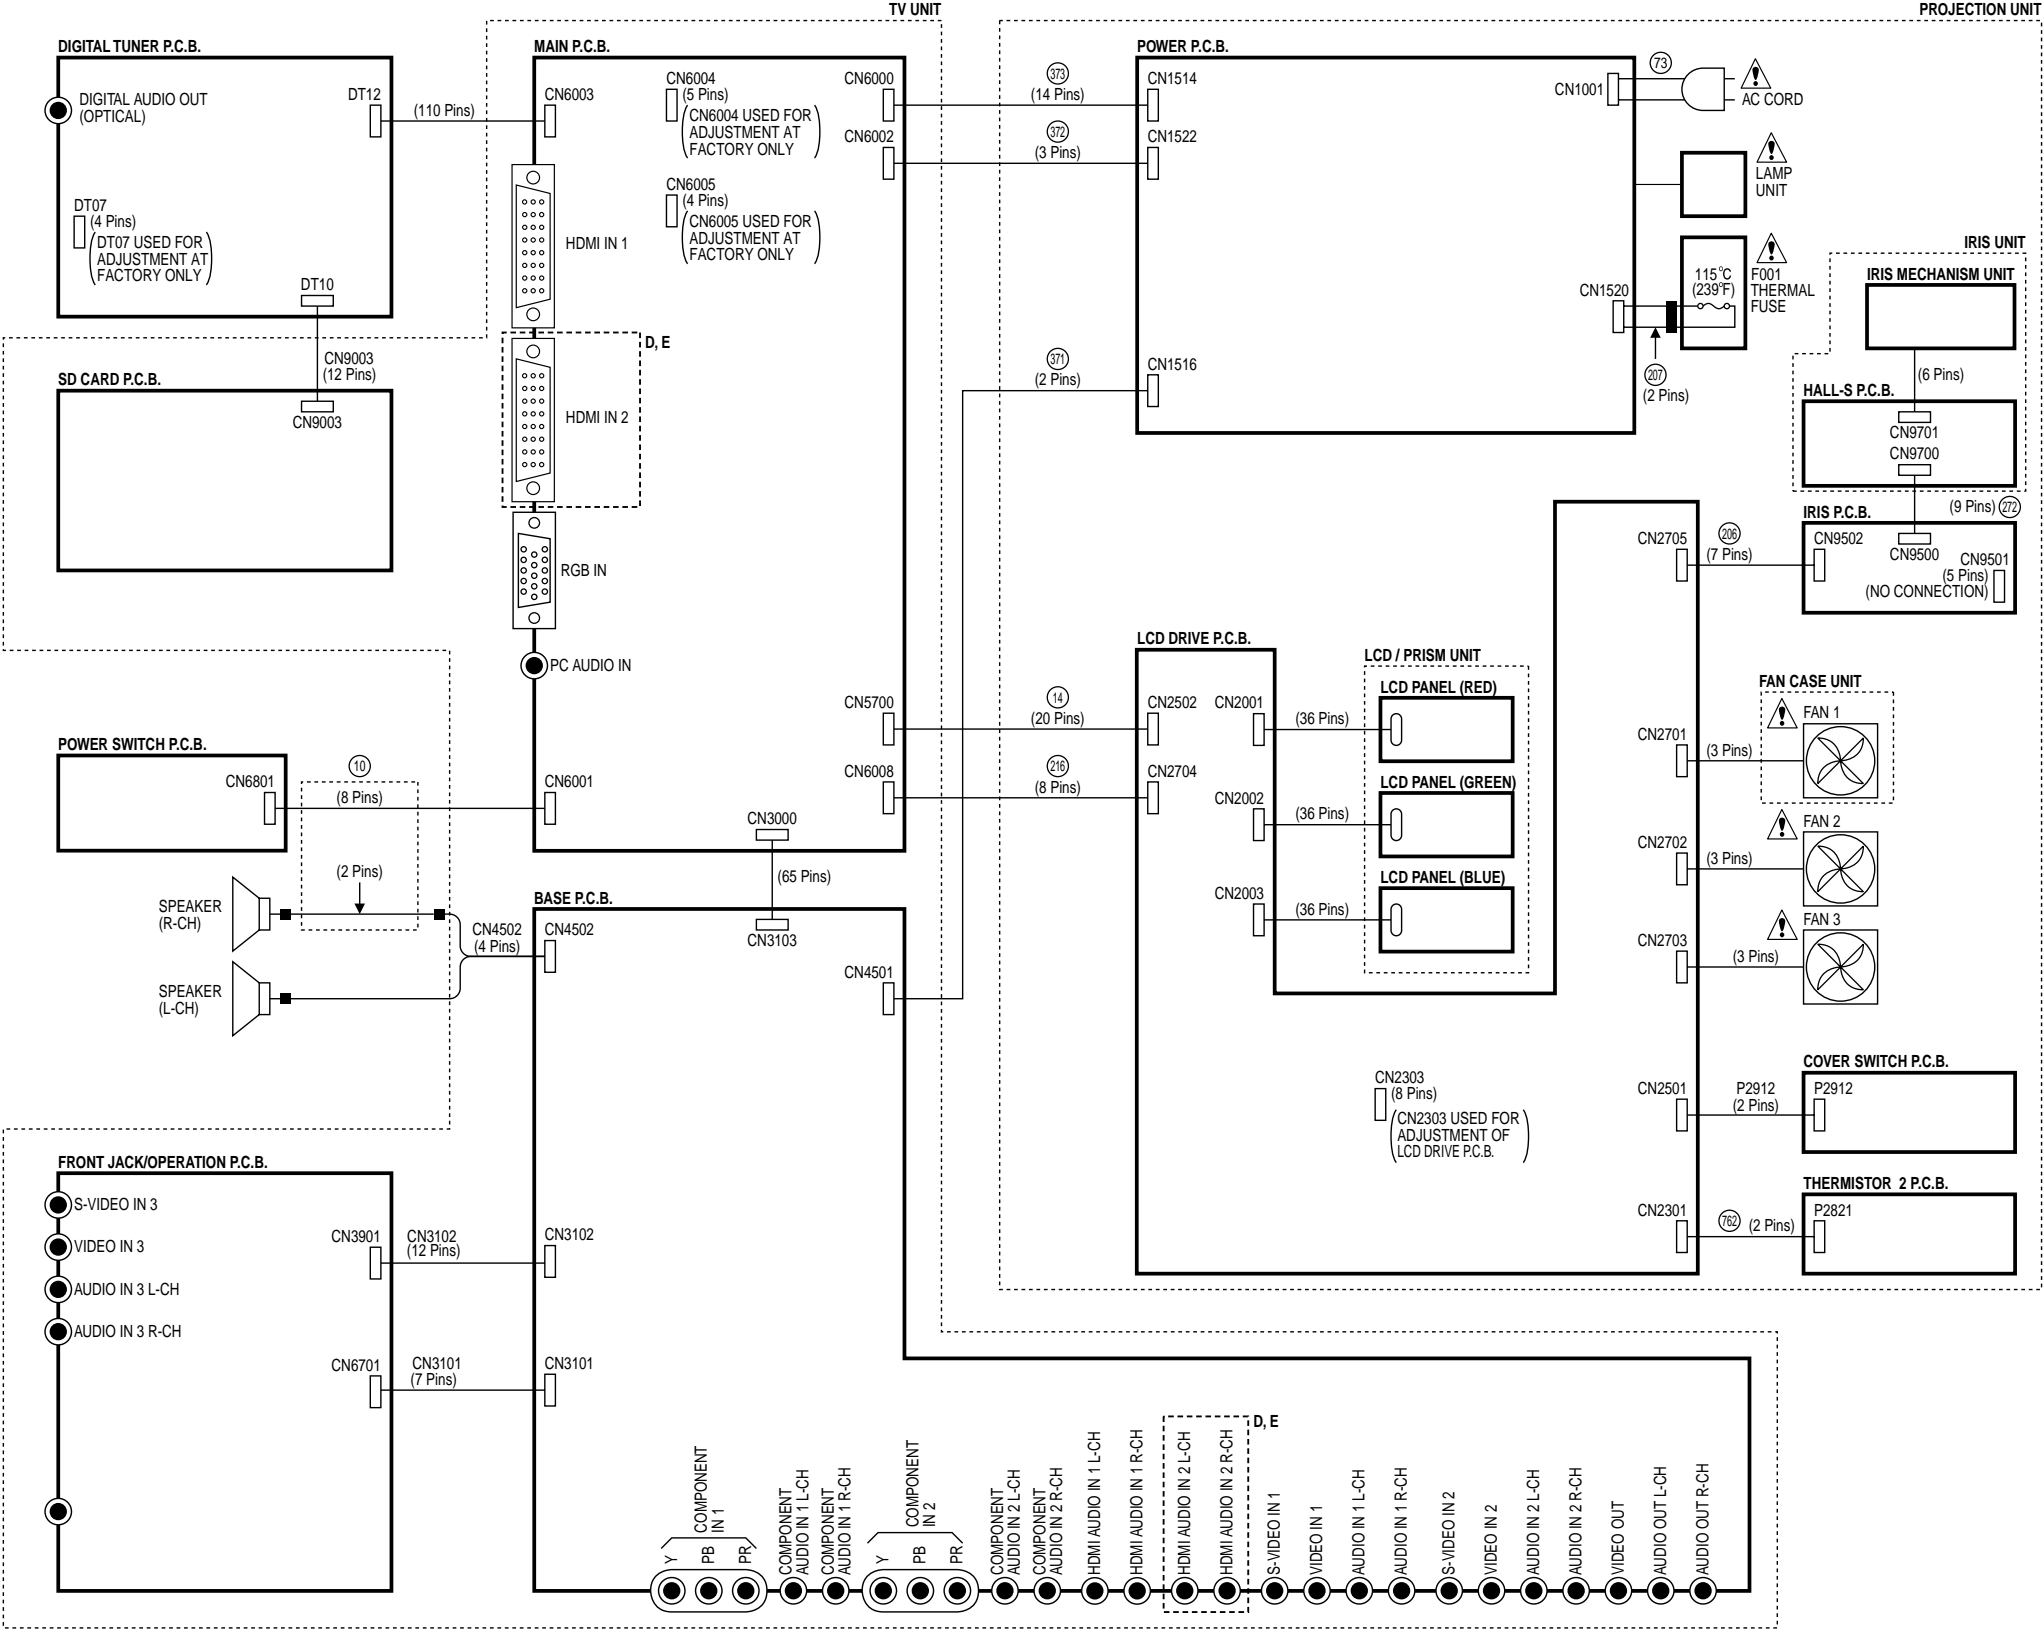 TV UNIT
PROJECTION UNIT
DIGITAL TUNER P.C.B.
DIGITAL AUDIO OUT
(OPTICAL)
DT12
(110 Pins)
DT07
(4 Pins)
DT07 USED FOR
ADJUSTMENT AT
FACTORY ONLY
DT10
CN9003
(12 Pins)
SD CARD P.C.B.
CN9003
MAIN P.C.B.
CN6003
CN6004
(5 Pins)
(CN6004 USED FOR
ADJUSTMENT AT
FACTORY ONLY)
CN6005
(4 Pins)
(CN6005 USED FOR
ADJUSTMENT AT
FACTORY ONLY)
CN6000
CN6002
HDMI IN 1
D, E
HDMI IN 2
RGB IN
PC AUDIO IN
CN5700
CN6008
CN6001
CN3000
(65 Pins)
373
(14 Pins)
372
(3 Pins)
371
(2 Pins)
14
(20 Pins)
216
(8 Pins)
POWER P.C.B.
CN1514
CN1522
CN1516
CN1001
73
AC CORD
LAMP
UNIT
CN1520
115°C
(239°F)
F001
THERMAL
FUSE
207
(2 Pins)
IRIS UNIT
IRIS MECHANISM UNIT
(6 Pins)
HALL-S P.C.B.
CN9701
CN9700
(9 Pins) 272
IRIS P.C.B.
CN9502
CN9500
CN9501
(5 Pins)
(NO CONNECTION)
CN2705
206
(7 Pins)
LCD DRIVE P.C.B.
CN2502
CN2704
CN2001
(36 Pins)
CN2002
(36 Pins)
CN2003
(36 Pins)
LCD / PRISM UNIT
LCD PANEL (RED)
LCD PANEL (GREEN)
LCD PANEL (BLUE)
FAN CASE UNIT
FAN 1
CN2701
(3 Pins)
FAN 2
CN2702
(3 Pins)
FAN 3
CN2703
(3 Pins)
CN2303
(8 Pins)
(CN2303 USED FOR
ADJUSTMENT OF
LCD DRIVE P.C.B.)
COVER SWITCH P.C.B.
CN2501
P2912
(2 Pins)
P2912
THERMISTOR 2 P.C.B.
CN2301
762
(2 Pins)
P2821
POWER SWITCH P.C.B.
CN6801
10
(8 Pins)
(2 Pins)
SPEAKER
(R-CH)
SPEAKER
(L-CH)
CN4502
(4 Pins)
BASE P.C.B.
CN4502
CN3103
CN4501
FRONT JACK/OPERATION P.C.B.
S-VIDEO IN 3
VIDEO IN 3
AUDIO IN 3 L-CH
AUDIO IN 3 R-CH
CN3901
CN3102
(12 Pins)
CN3102
CN6701
CN3101
(7 Pins)
CN3101
COMPONENT
IN 1
Y
PB
PR
COMPONENT
AUDIO IN 1 L-CH
COMPONENT
AUDIO IN 1 R-CH
COMPONENT
IN 2
Y
PB
PR
COMPONENT
AUDIO IN 2 L-CH
COMPONENT
AUDIO IN 2 R-CH
HDMI AUDIO IN 1 L-CH
HDMI AUDIO IN 1 R-CH
D, E
HDMI AUDIO IN 2 L-CH
HDMI AUDIO IN 2 R-CH
S-VIDEO IN 1
VIDEO IN 1
AUDIO IN 1 L-CH
AUDIO IN 1 R-CH
S-VIDEO IN 2
VIDEO IN 2
AUDIO IN 2 L-CH
AUDIO IN 2 R-CH
VIDEO OUT
AUDIO OUT L-CH
AUDIO OUT R-CH